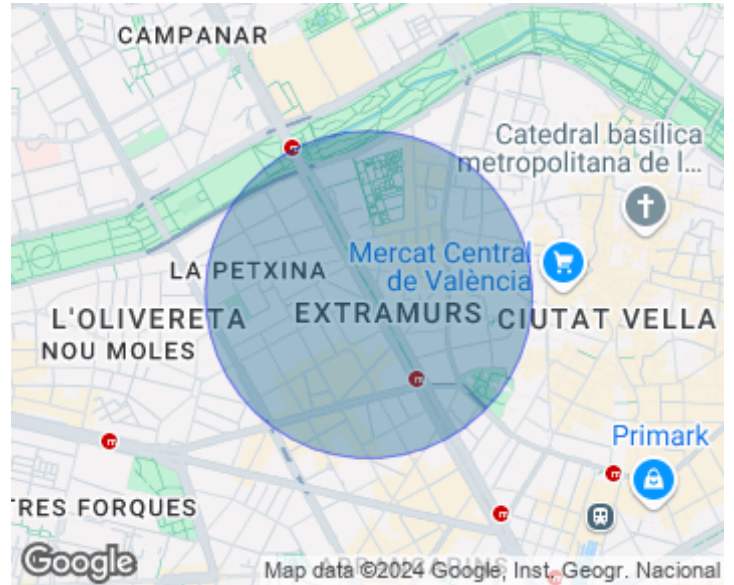 CAMPANAR
Catedral basílica
metropolitana de l...
Mercat Central
de València
LA PETXINA
L'OLIVERETA
EXTRAMURS
CIUTAT VELLA
NOU MOLES
Primark
TRES FORQUES
Google
Map data ©2024 Google, Inst. Geogr. Nacional